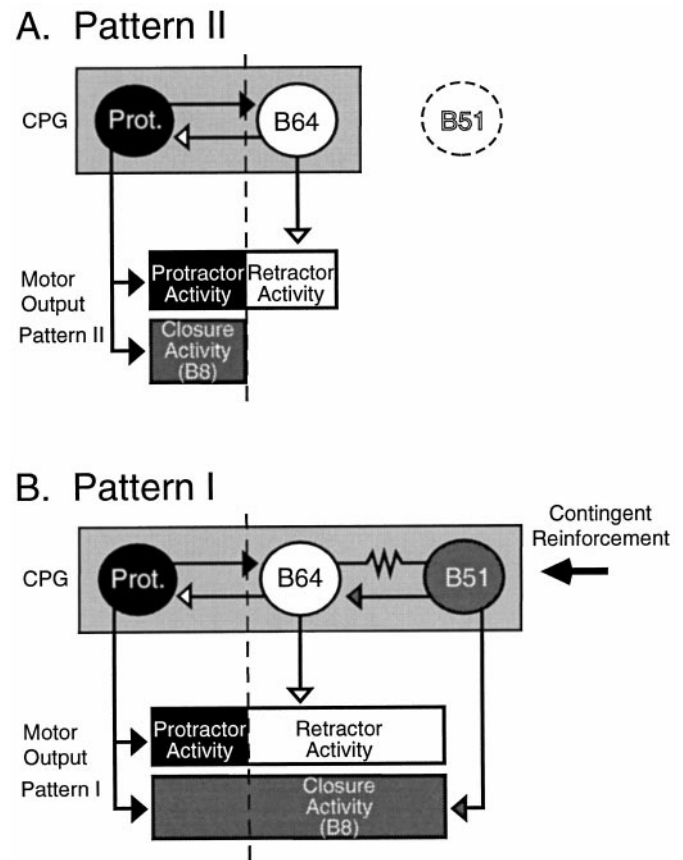 A. Pattern II
CPG
Prot.
B64
B51
Motor
Output
Pattern II
Protractor
Activity
Retractor
Activity
Closure
Activity
(B8)
B. Pattern I
Contingent
Reinforcement
CPG
Prot.
B64
B51
Motor
Output
Pattern I
Protractor
Activity
Retractor
Activity
Closure
Activity
(B8)